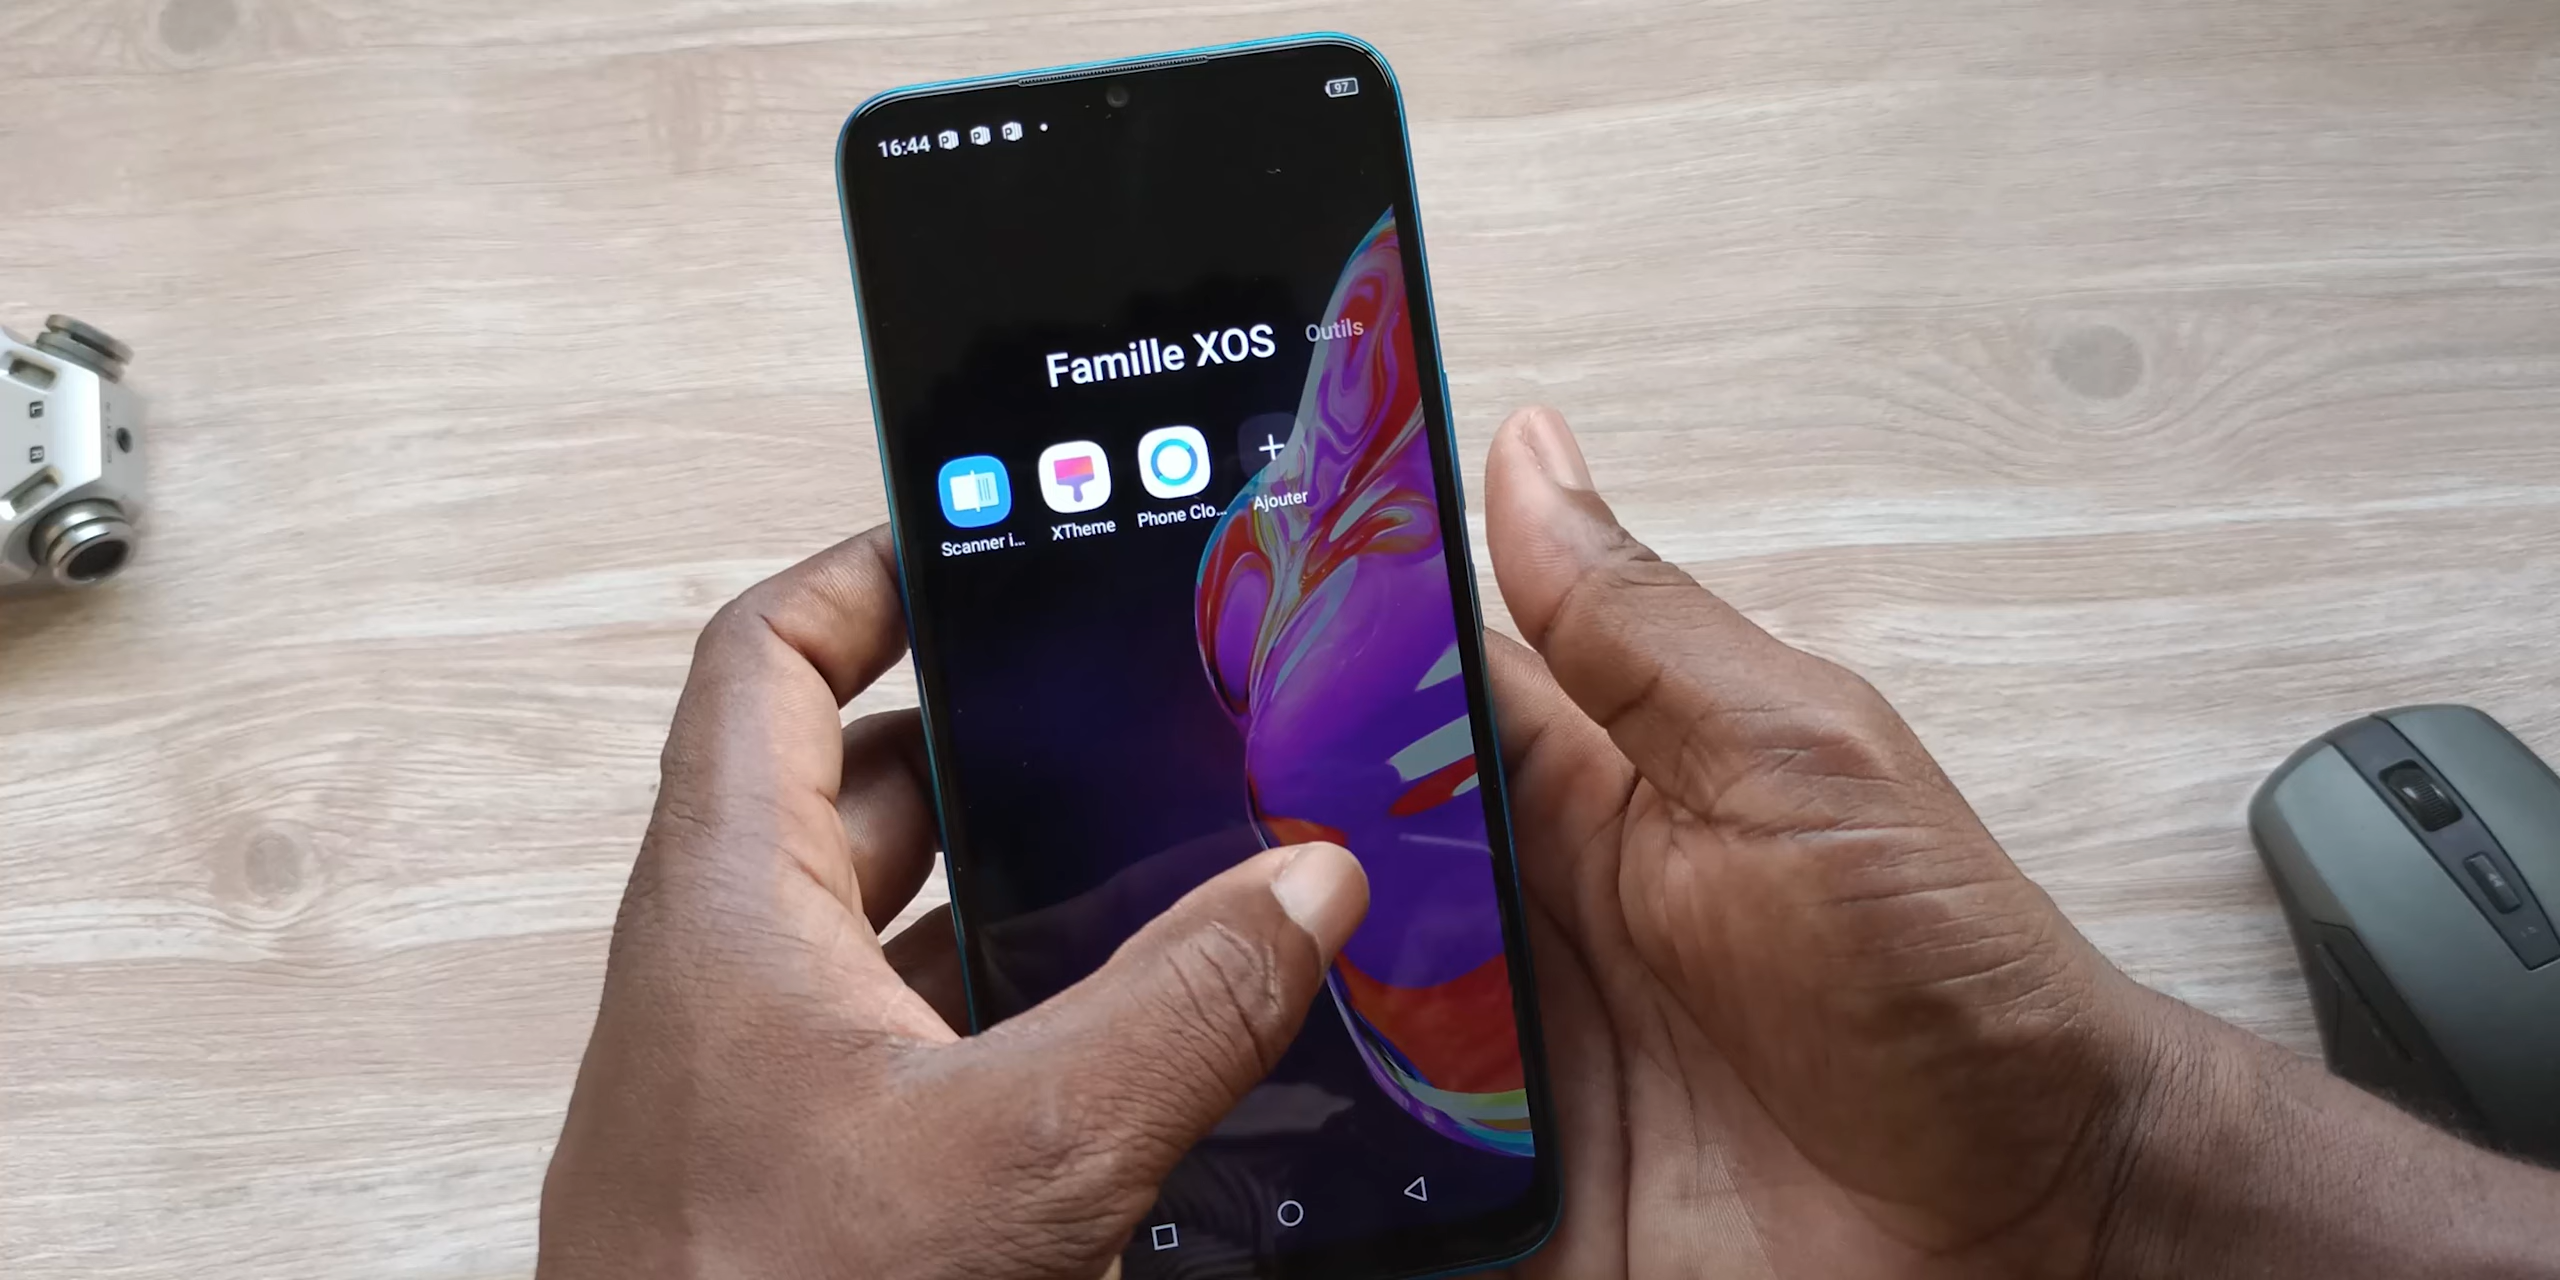 16:44
97
Famille XOS
Outils
Scanner i...
XTheme
Phone Clo...
Ajouter
L
R